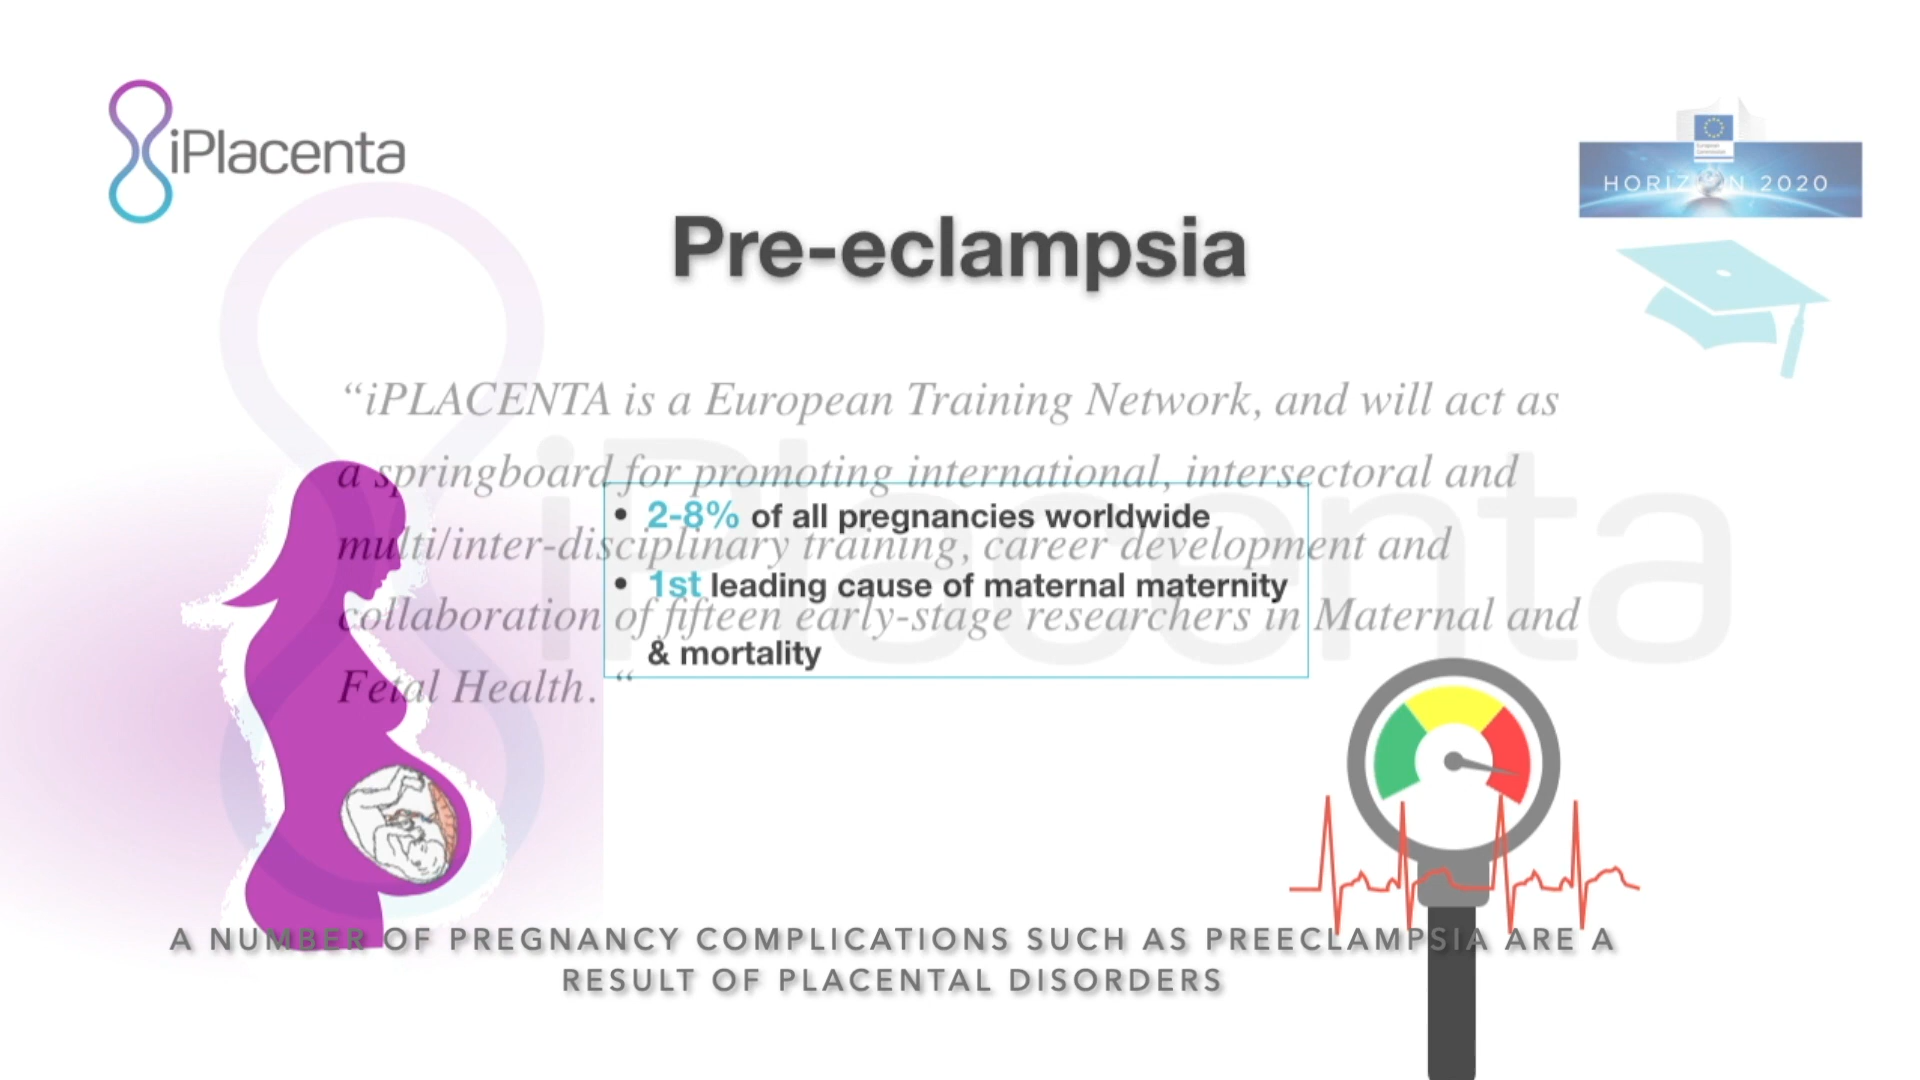 iPlacenta
European
Commission
HORIZON 2020
Pre-eclampsia
“iPLACENTA is a European Training Network, and will act as
a springboard for promoting international, intersectoral and
multi/inter-disciplinary training, career development and
collaboration of fifteen early-stage researchers in Maternal and
Fetal Health. “
iPlacenta
• 2-8% of all pregnancies worldwide
• 1st leading cause of maternal maternity
& mortality
A NUMBER OF PREGNANCY COMPLICATIONS SUCH AS PREECLAMPSIA ARE A
RESULT OF PLACENTAL DISORDERS